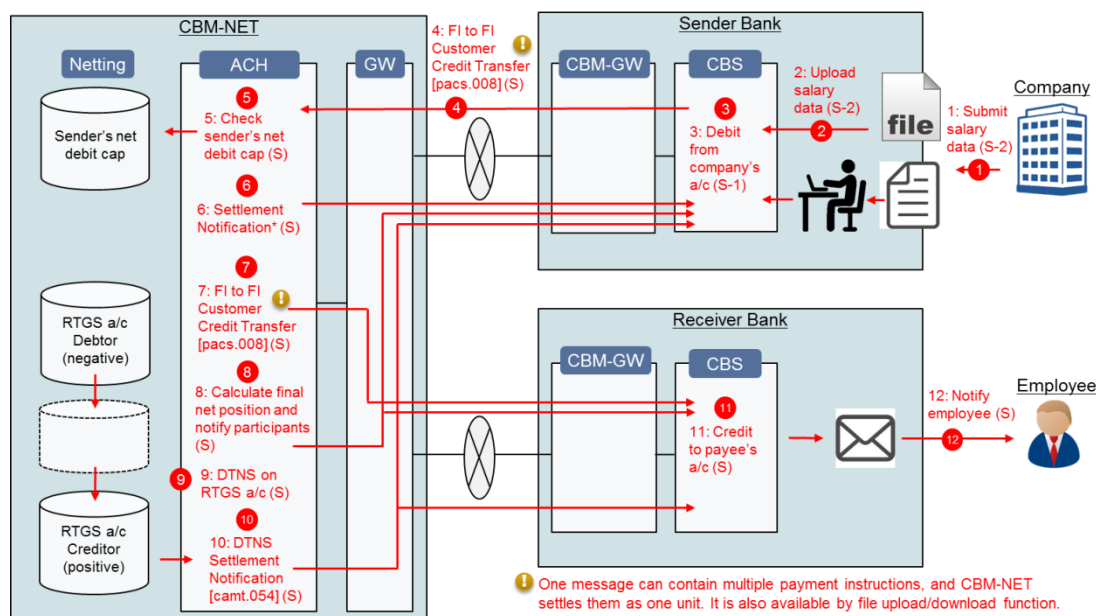 CBM-NET
Netting
ACH
GW
Sender's net
debit cap
5
5: Check
sender's net
debit cap (S)
6
6: Settlement
Notification* (S)
7
7: FI to FI
Customer
Credit Transfer
[pacs.008] (S)
8
8: Calculate final
net position and
notify participants
(S)
9
9: DTNS on
RTGS a/c (S)
10
10: DTNS
Settlement
Notification
[camt.054] (S)
RTGS a/c
Debtor
(negative)
RTGS a/c
Creditor
(positive)
4: FI to FI
Customer
Credit Transfer
[pacs.008] (S)
4
Sender Bank
CBM-GW
CBS
3
3: Debit
from
company's
a/c (S-1)
2: Upload
salary
data (S-2)
2
file
Company
1: Submit
salary
data (S-2)
1
Receiver Bank
CBM-GW
CBS
11
11: Credit
to payee's
a/c (S)
12: Notify
employee (S)
12
Employee
! One message can contain multiple payment instructions, and CBM-NET
settles them as one unit. It is also available by file upload/download function.